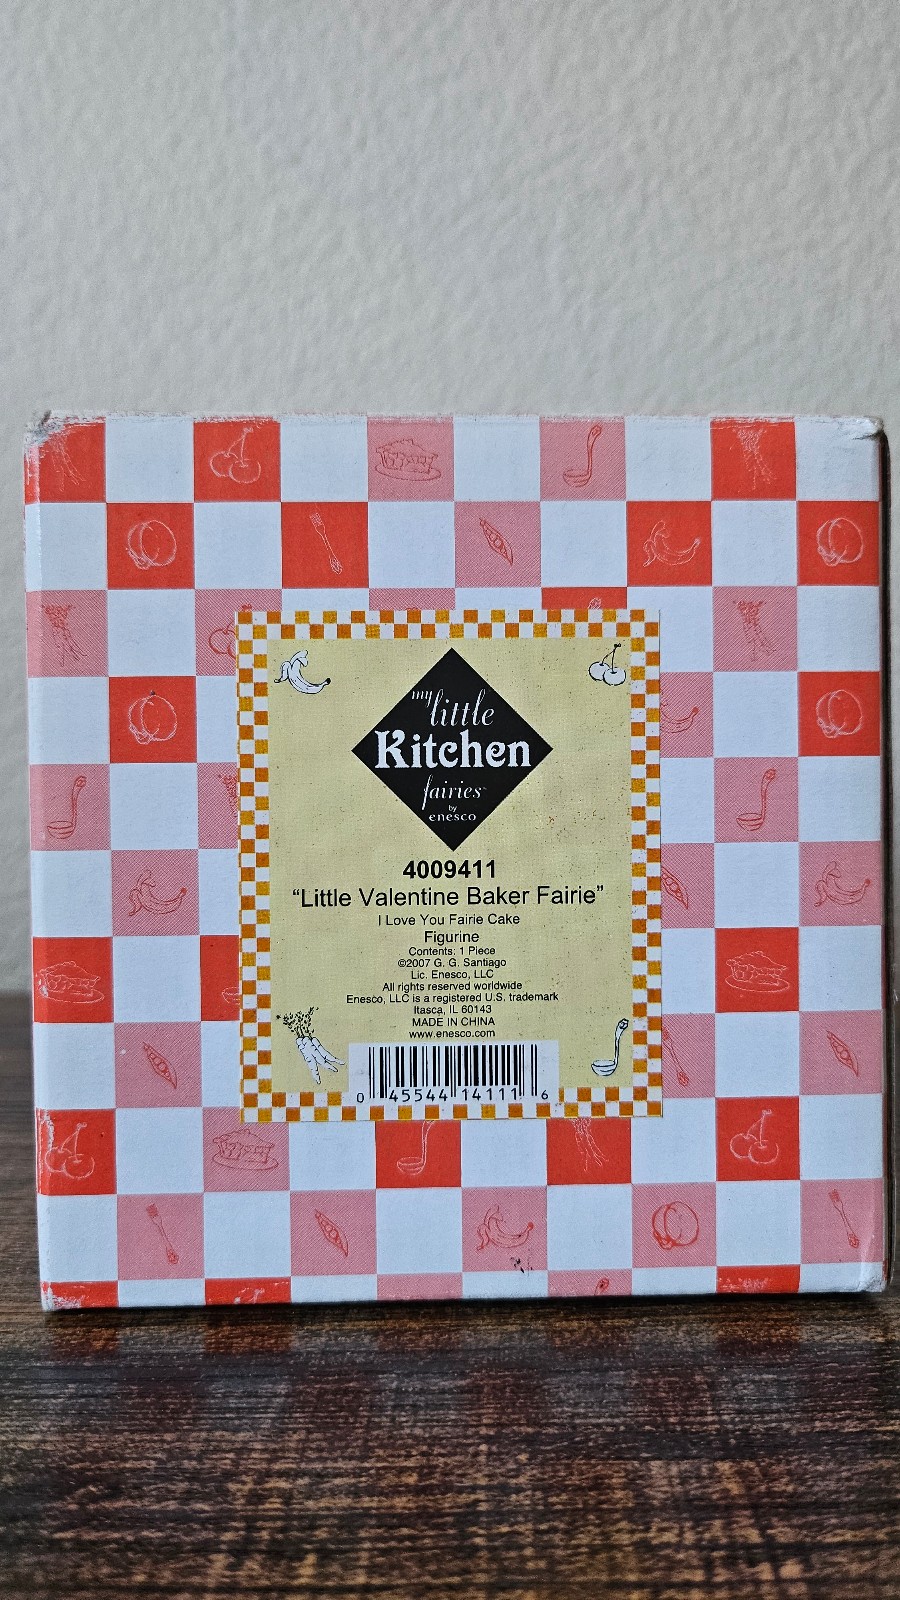 my little
Kitchen
fairies™
by
enesco
4009411
“Little Valentine Baker Fairie”
I Love You Fairie Cake
Figurine
Contents: 1 Piece
©2007 G. G. Santiago
Lic. Enesco, LLC
All rights reserved worldwide
Enesco, LLC is a registered U.S. trademark
Itasca, IL 60143
MADE IN CHINA
www.enesco.com
0 45544 14111 6